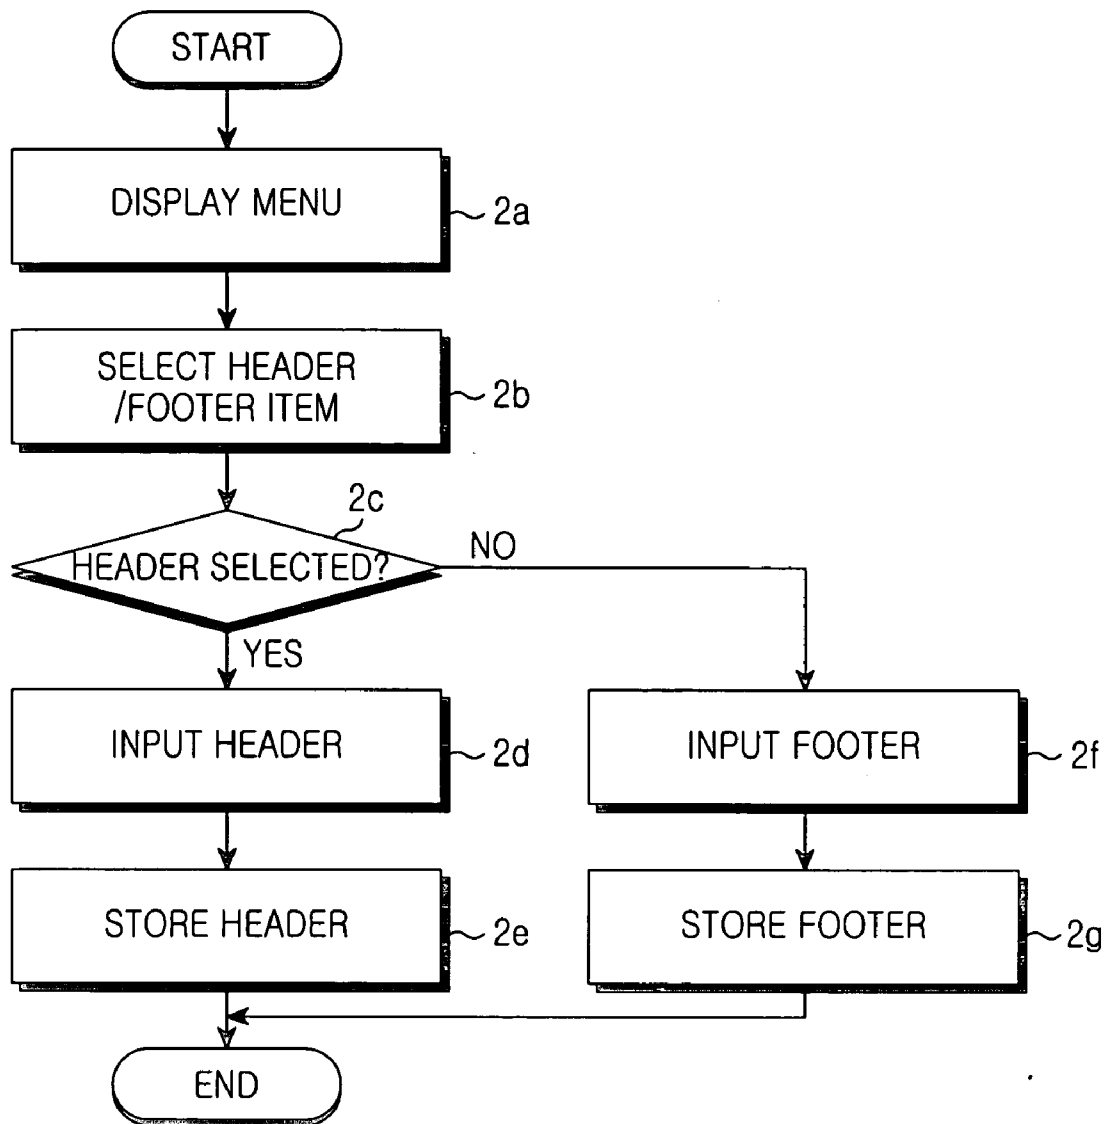 START
DISPLAY MENU
2a
SELECT HEADER
/FOOTER ITEM
2b
2c
HEADER SELECTED?
NO
YES
INPUT HEADER
2d
INPUT FOOTER
2f
STORE HEADER
2e
STORE FOOTER
2g
END